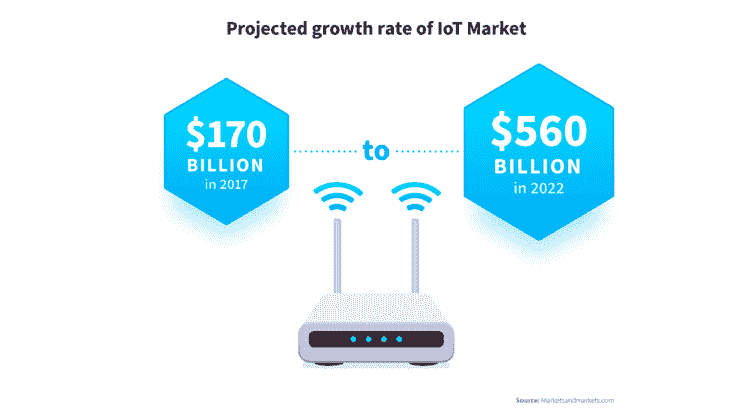 Projected growth rate of IoT Market
$170
BILLION
in 2017
to
$560
BILLION
in 2022
Source: Marketsandmarkets.com